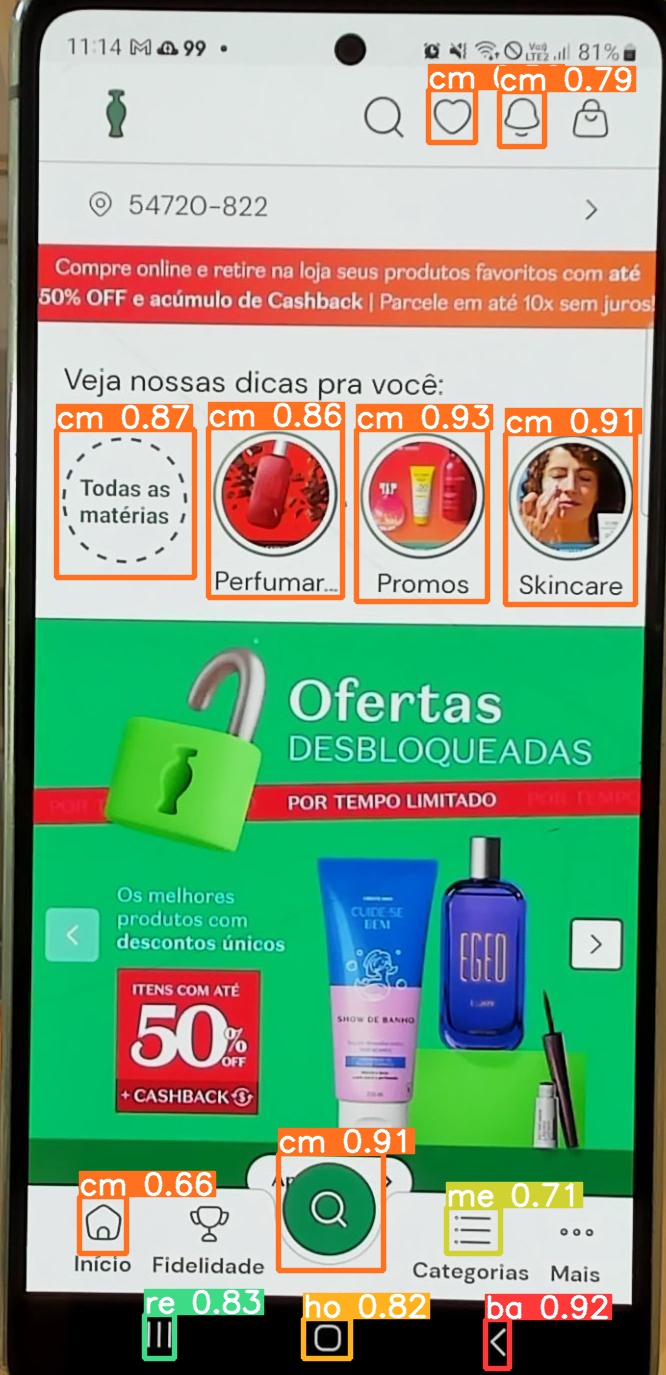 11:14 99 Vo)) LTE2 81%
cm cm 0.79
54720-822
Compre online e retire na loja seus produtos favoritos com até
50% OFF e acúmulo de Cashback | Parcele em até 10x sem juros!
Veja nossas dicas pra você:
cm 0.87 cm 0.86 cm 0.93 cm 0.91
Todas as
matérias
Perfumar... Promos Skincare
Ofertas
DESBLOQUEADAS
POR TEMPO LIMITADO
Os melhores
produtos com
descontos únicos
ITENS COM ATÉ
50%
OFF
+ CASHBACK $
CUIDE-SE
BEM
SHOW DE BANHO
EGEO
cm 0.91
cm 0.66
me 0.71
Início Fidelidade Categorias Mais
re 0.83 ho 0.82 ba 0.92